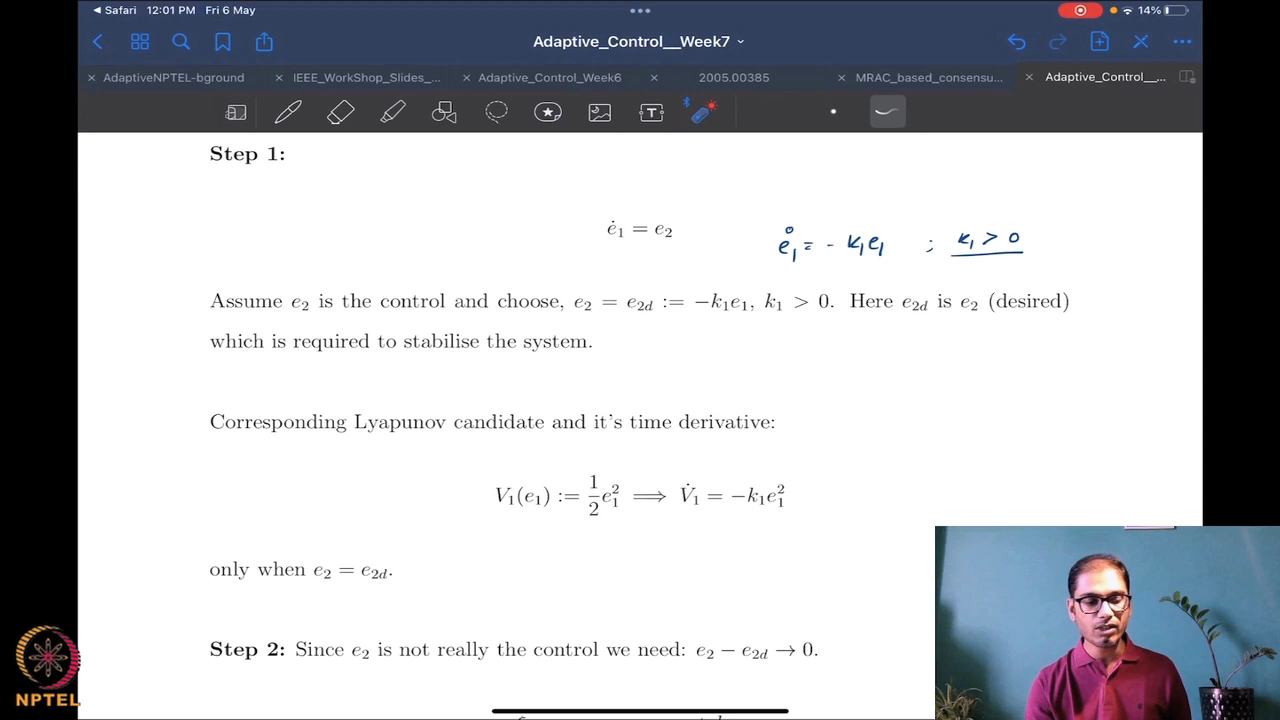 Safari 12:01 PM Fri 6 May 14%
Adaptive_Control__Week7
AdaptiveNPTEL-bground IEEE_WorkShop_Slides_... Adaptive_Control_Week6 2005.00385 MRAC_based_consensu... Adaptive_Control__...
Step 1:
ė₁ = e₂
ė₁ = - k₁e₁ ; k₁ > 0
Assume e₂ is the control and choose, e₂ = e₂d := −k₁e₁, k₁ > 0. Here e₂d is e₂ (desired)
which is required to stabilise the system.
Corresponding Lyapunov candidate and it's time derivative:
V₁(e₁) := 1/2 e₁² ⟹ V̇₁ = −k₁e₁²
only when e₂ = e₂d.
Step 2: Since e₂ is not really the control we need: e₂ − e₂d → 0.
NPTEL